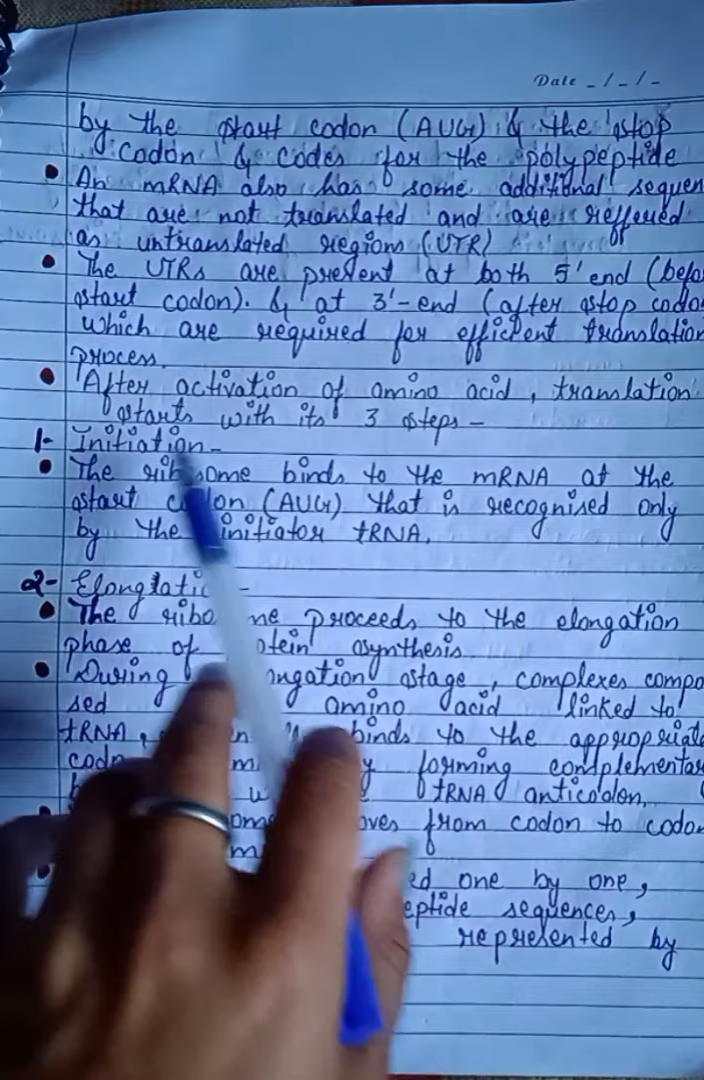 Date _/_/_
by the start codon (AUG) & the stop
codon & codes for the polypeptide
• An mRNA also has some additional sequen
that are not translated and are reffered
as untranslated regions (UTR)
• The UTRs are present at both 5' end (befo
start codon). & at 3'-end (after stop codo
which are required for efficient translation
process.
• After activation of amino acid, translation
starts with its 3 steps -
1- Initiation -
• The ribosome binds to the mRNA at the
start codon (AUG) that is recognised only
by the initiator tRNA.
2- Elonglatio -
• The ribo me proceeds to the elongation
phase of otein synthesis.
• During ongation stage, complexes compo
sed amino acid linked to
tRNA, binds to the appropriate
codo m y forming complementar
tRNA anticodon.
ome oves from codon to codon
m
ed one by one,
eptide sequences,
represented by